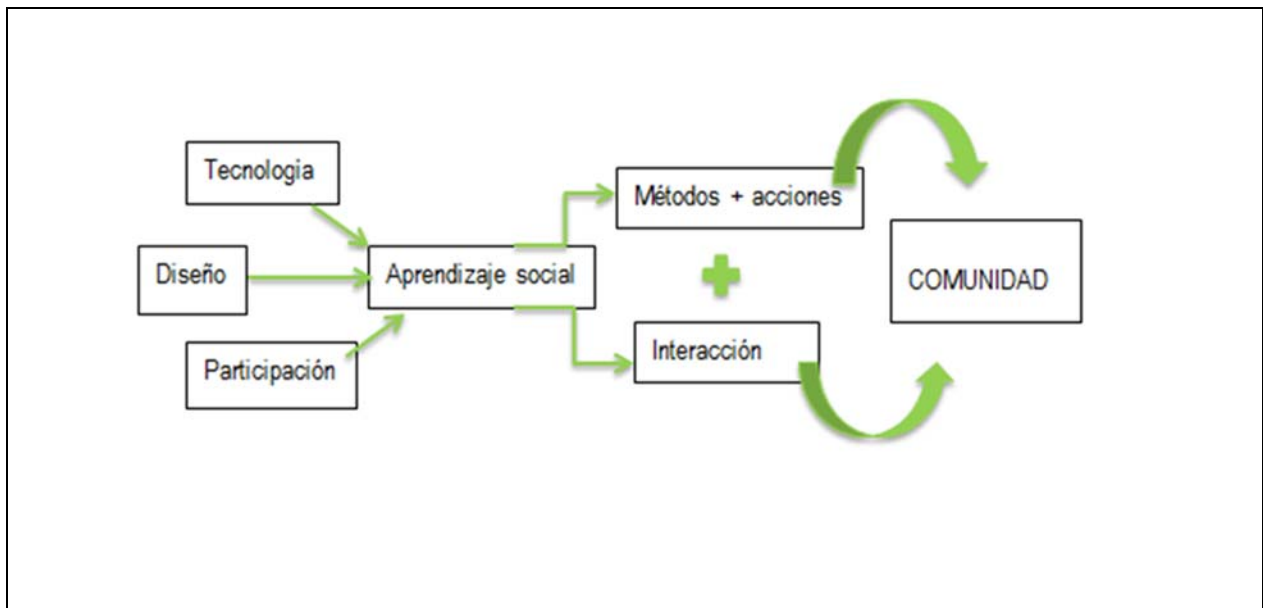 Tecnologia
Diseño
Participación
Aprendizaje social
Métodos + acciones
Interacción
COMUNIDAD